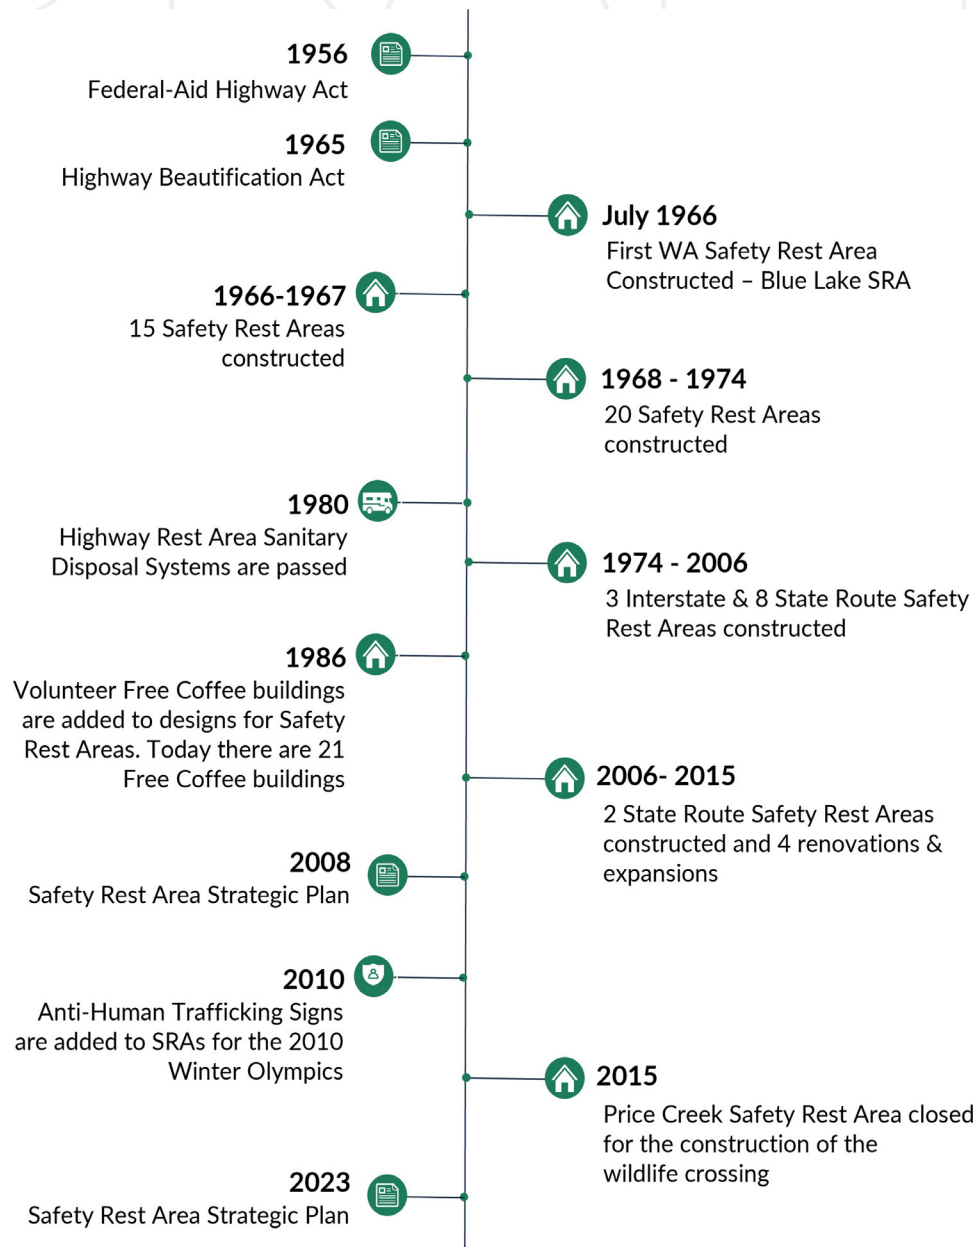 1956
Federal-Aid Highway Act
1965
Highway Beautification Act
July 1966
First WA Safety Rest Area
Constructed – Blue Lake SRA
1966-1967
15 Safety Rest Areas
constructed
1968 - 1974
20 Safety Rest Areas
constructed
1980
Highway Rest Area Sanitary
Disposal Systems are passed
1974 - 2006
3 Interstate & 8 State Route Safety
Rest Areas constructed
1986
Volunteer Free Coffee buildings
are added to designs for Safety
Rest Areas. Today there are 21
Free Coffee buildings
2006- 2015
2 State Route Safety Rest Areas
constructed and 4 renovations &
expansions
2008
Safety Rest Area Strategic Plan
2010
Anti-Human Trafficking Signs
are added to SRAs for the 2010
Winter Olympics
2015
Price Creek Safety Rest Area closed
for the construction of the
wildlife crossing
2023
Safety Rest Area Strategic Plan